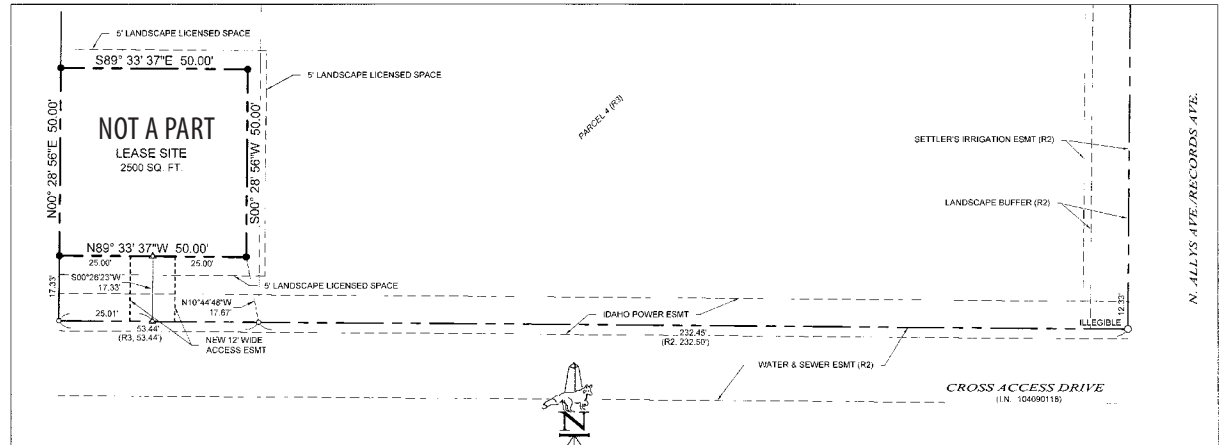 5' LANDSCAPE LICENSED SPACE
S89° 33' 37"E 50.00'
5' LANDSCAPE LICENSED SPACE
N00° 28' 56"E 50.00'
NOT A PART
LEASE SITE
2500 SQ. FT.
S00° 28' 56"W 50.00'
PARCEL 4 (R3)
SETTLER'S IRRIGATION ESMT (R2)
LANDSCAPE BUFFER (R2)
N. ALLYS AVE./RECORDS AVE.
N89° 33' 37"W 50.00'
25.00'
25.00'
S00°26'23"W
17.33'
17.33'
5' LANDSCAPE LICENSED SPACE
N10°44'48"W
17.67'
25.01'
53.44'
(R3, 53.44')
NEW 12' WIDE
ACCESS ESMT
IDAHO POWER ESMT
232.45'
(R2. 232.50')
12.33'
ILLEGIBLE
WATER & SEWER ESMT (R2)
CROSS ACCESS DRIVE
(I.N. 104090118)
N